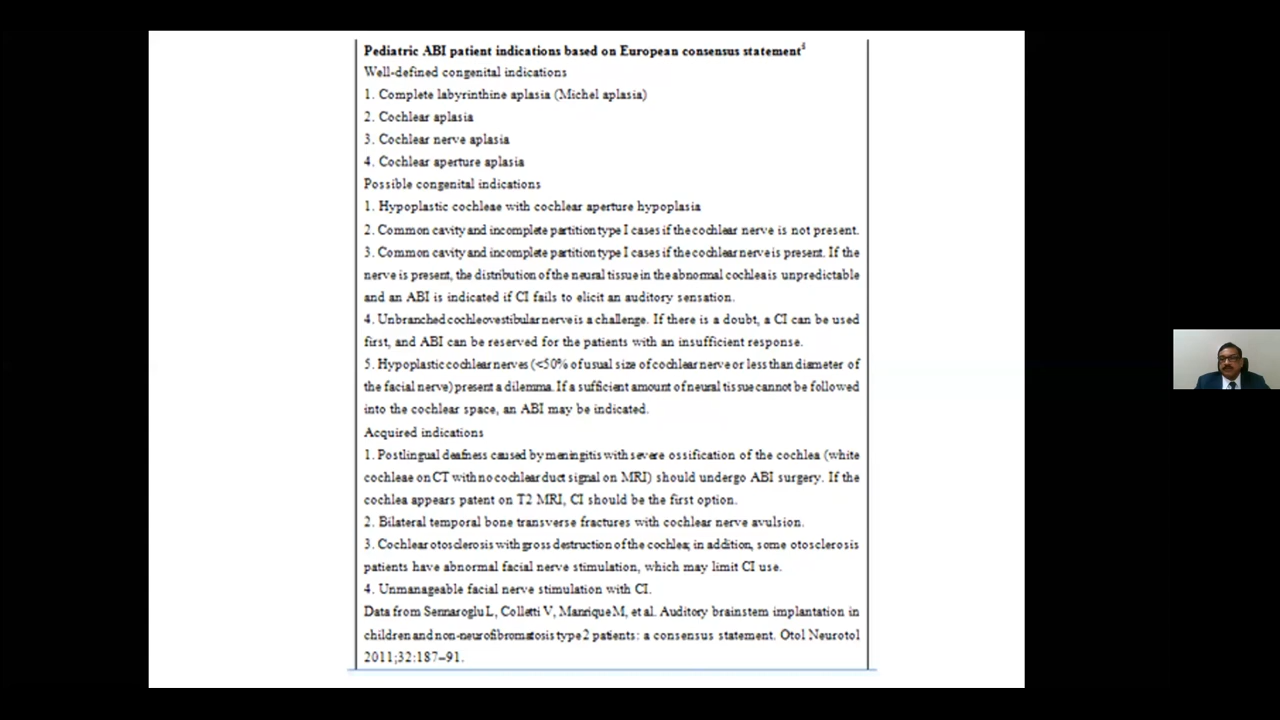 Pediatric ABI patient indications based on European consensus statement
Well-defined congenital indications
1. Complete labyrinthine aplasia (Michel aplasia)
2. Cochlear aplasia
3. Cochlear nerve aplasia
4. Cochlear aperture aplasia
Possible congenital indications
1. Hypoplastic cochleae with cochlear aperture hypoplasia
2. Common cavity and incomplete partition type I cases if the cochlear nerve is not present.
3. Common cavity and incomplete partition type I cases if the cochlear nerve is present. If the
nerve is present, the distribution of the neural tissue in the abnormal cochlea is unpredictable
and an ABI is indicated if CI fails to elicit an auditory sensation.
4. Unbranched cochleovestibular nerve is a challenge. If there is a doubt, a CI can be used
first, and ABI can be reserved for the patients with an insufficient response.
5. Hypoplastic cochlear nerves (<50% of usual size of cochlear nerve or less than diameter of
the facial nerve) present a dilemma. If a sufficient amount of neural tissue cannot be followed
into the cochlear space, an ABI may be indicated.
Acquired indications
1. Postlingual deafness caused by meningitis with severe ossification of the cochlea (white
cochleae on CT with no cochlear duct signal on MRI) should undergo ABI surgery. If the
cochlea appears patent on T2 MRI, CI should be the first option.
2. Bilateral temporal bone transverse fractures with cochlear nerve avulsion.
3. Cochlear otosclerosis with gross destruction of the cochlea; in addition, some otosclerosis
patients have abnormal facial nerve stimulation, which may limit CI use.
4. Unmanageable facial nerve stimulation with CI.
Data from Sennaroglu L, Colletti V, Manrique M, et al. Auditory brainstem implantation in
children and non-neurofibromatosis type 2 patients: a consensus statement. Otol Neurotol
2011;32:187–91.